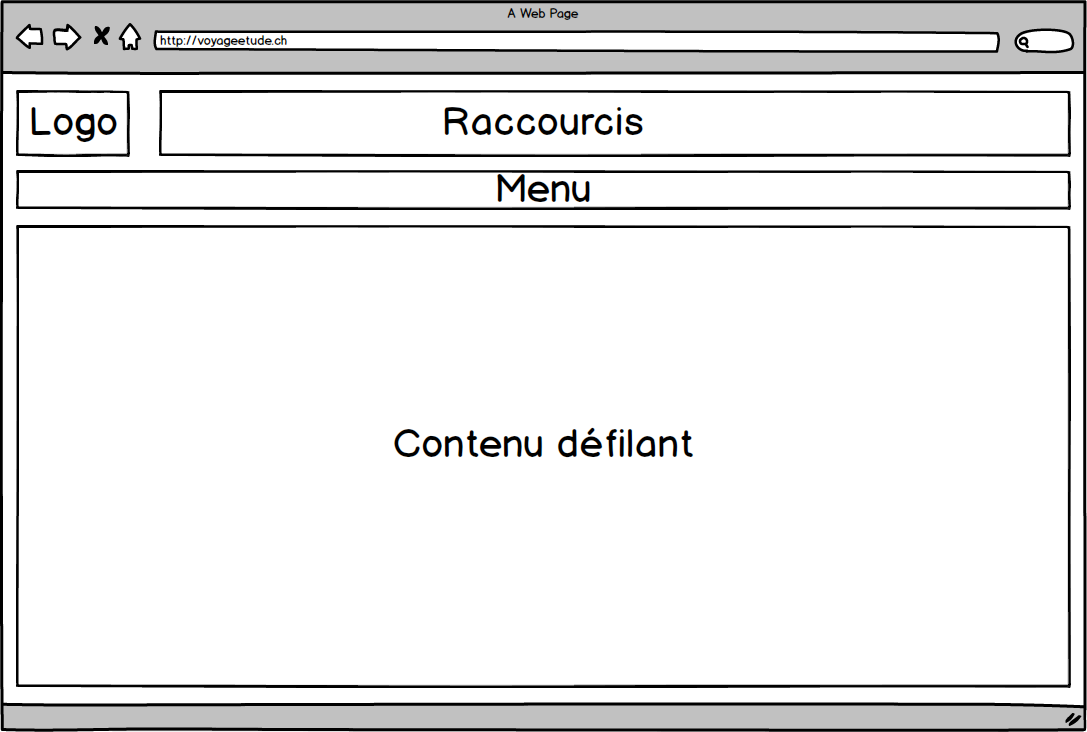 A Web Page
http://voyageetude.ch
Logo
Raccourcis
Menu
Contenu défilant